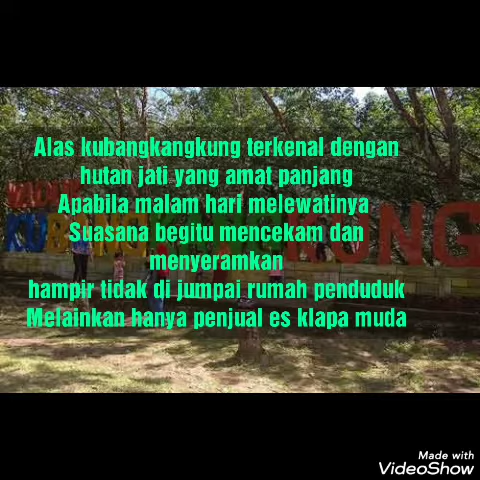 Alas kubangkangkung terkenal dengan
hutan jati yang amat panjang
Apabila malam hari melewatinya
Suasana begitu mencekam dan
menyeramkan
hampir tidak di jumpai rumah penduduk
Melainkan hanya penjual es klapa muda
Made with
VideoShow